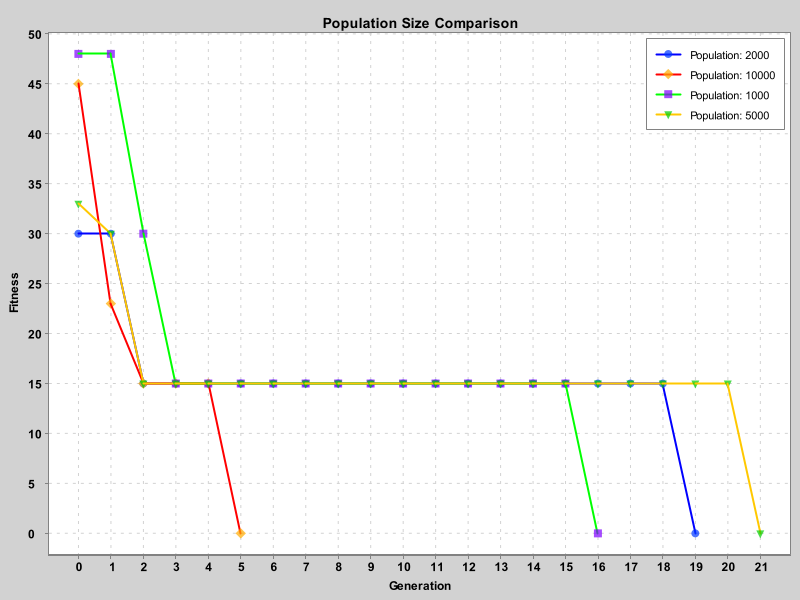 Population Size Comparison
Population: 2000
Population: 10000
Population: 1000
Population: 5000
50
45
40
35
30
25
20
15
10
5
0
Fitness
0 1 2 3 4 5 6 7 8 9 10 11 12 13 14 15 16 17 18 19 20 21
Generation